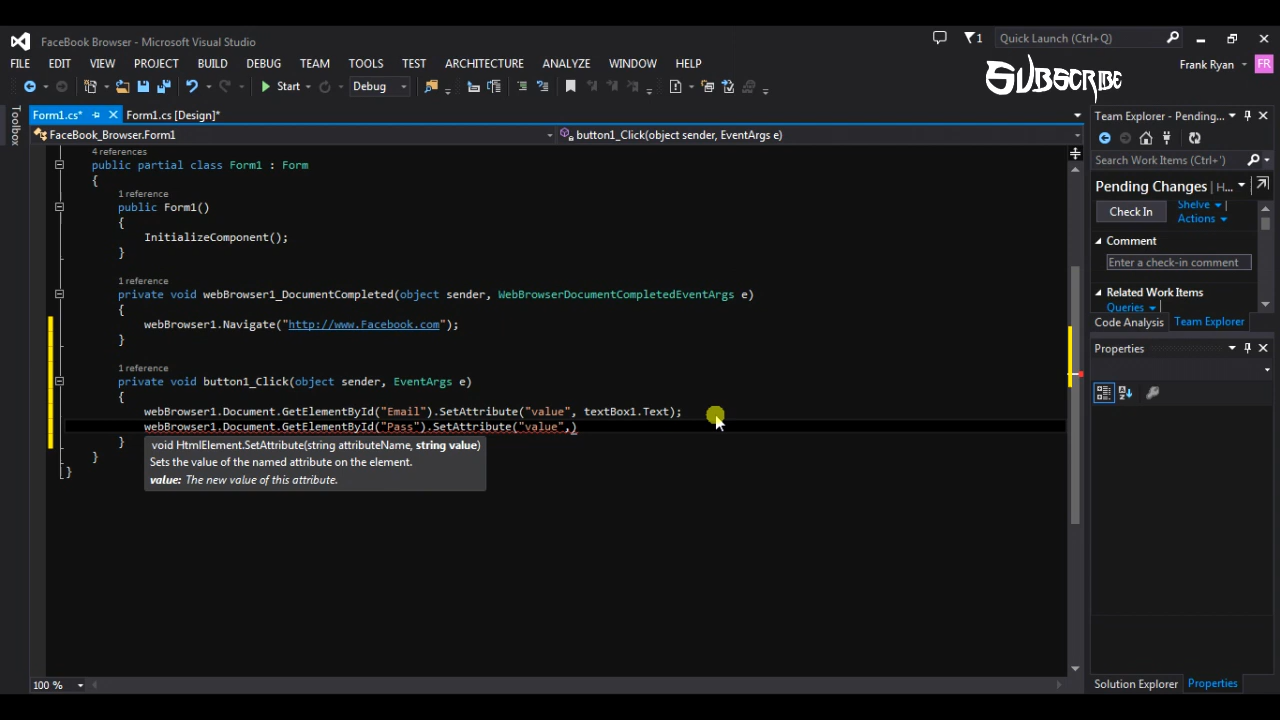 FaceBook Browser - Microsoft Visual Studio
1
Quick Launch (Ctrl+Q)
FILE EDIT VIEW PROJECT BUILD DEBUG TEAM TOOLS TEST ARCHITECTURE ANALYZE WINDOW HELP
Frank Ryan
FR
SUBSCRIBE
Start
Debug
Toolbox
Form1.cs*
Form1.cs [Design]*
FaceBook_Browser.Form1
button1_Click(object sender, EventArgs e)
4 references
public partial class Form1 : Form
{
1 reference
public Form1()
{
InitializeComponent();
}
1 reference
private void webBrowser1_DocumentCompleted(object sender, WebBrowserDocumentCompletedEventArgs e)
{
webBrowser1.Navigate("http://www.Facebook.com");
}
1 reference
private void button1_Click(object sender, EventArgs e)
{
webBrowser1.Document.GetElementById("Email").SetAttribute("value", textBox1.Text);
webBrowser1.Document.GetElementById("Pass").SetAttribute("value",)
}
void HtmlElement.SetAttribute(string attributeName, string value)
Sets the value of the named attribute on the element.
value: The new value of this attribute.
}
}
100 %
Team Explorer - Pending...
Search Work Items (Ctrl+')
Pending Changes | H...
Check In
Shelve
Actions
Comment
Enter a check-in comment
Related Work Items
Queries
Code Analysis
Team Explorer
Properties
Solution Explorer
Properties